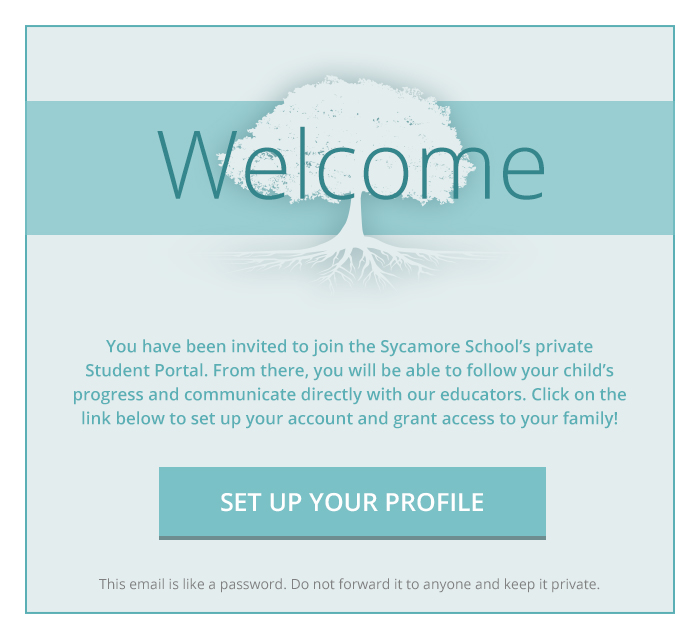 Welcome
You have been invited to join the Sycamore School’s private
Student Portal. From there, you will be able to follow your child’s
progress and communicate directly with our educators. Click on the
link below to set up your account and grant access to your family!
SET UP YOUR PROFILE
This email is like a password. Do not forward it to anyone and keep it private.